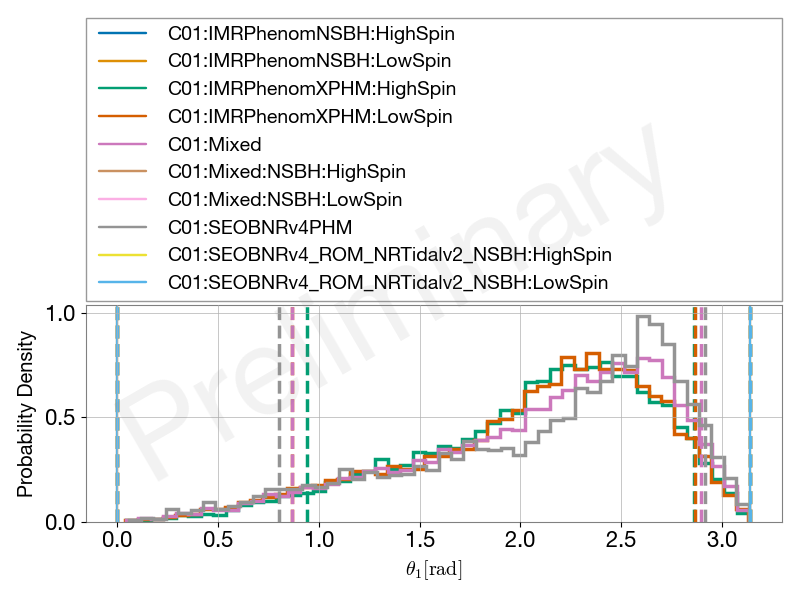 C01:IMRPhenomNSBH:HighSpin
C01:IMRPhenomNSBH:LowSpin
C01:IMRPhenomXPHM:HighSpin
C01:IMRPhenomXPHM:LowSpin
C01:Mixed
C01:Mixed:NSBH:HighSpin
C01:Mixed:NSBH:LowSpin
C01:SEOBNRv4PHM
C01:SEOBNRv4_ROM_NRTidalv2_NSBH:HighSpin
C01:SEOBNRv4_ROM_NRTidalv2_NSBH:LowSpin
Preliminary
Probability Density
1.0
0.5
0.0
0.0 0.5 1.0 1.5 2.0 2.5 3.0
θ₁[rad]